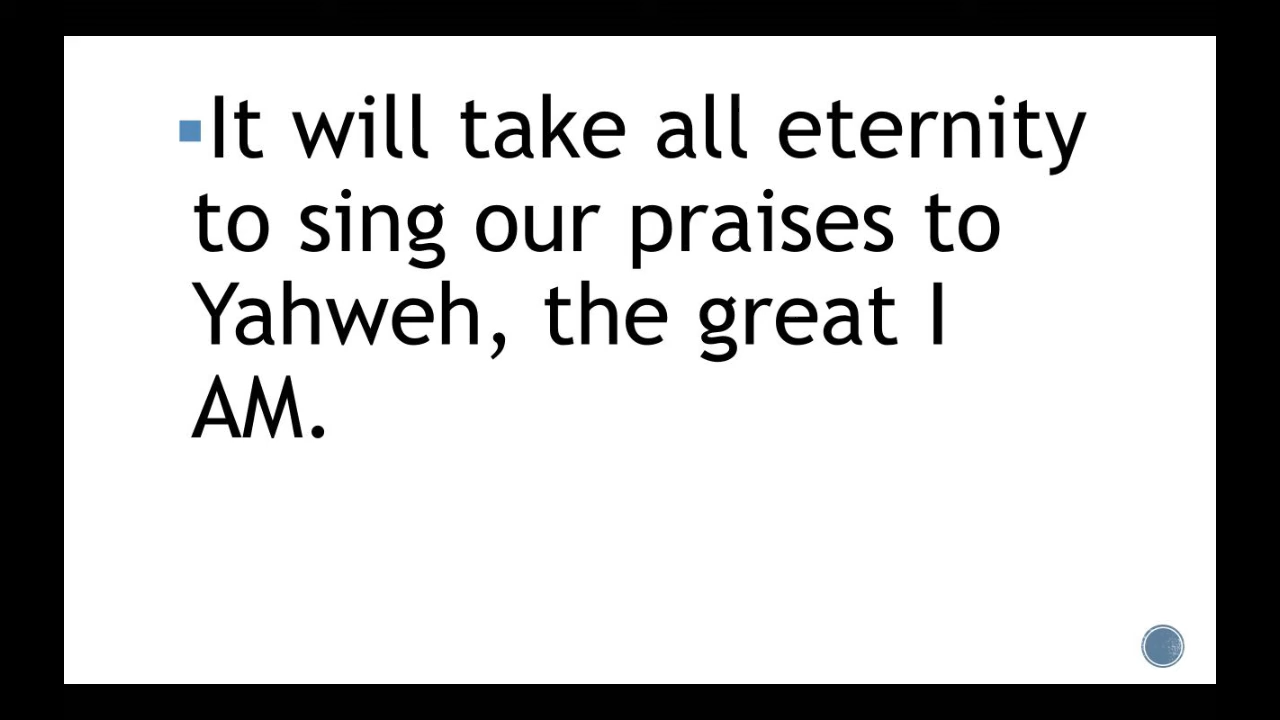 ▪It will take all eternity
to sing our praises to
Yahweh, the great I
AM.